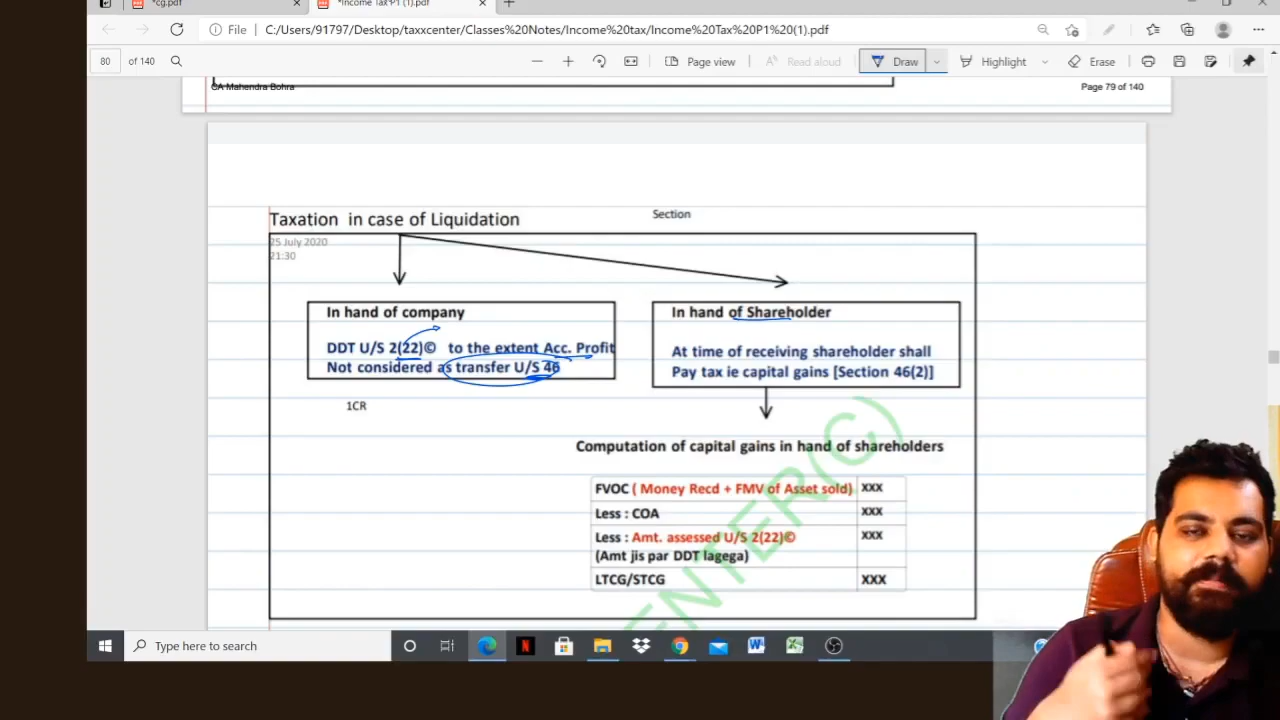 *cg.pdf
*Income Tax P1 (1).pdf
File C:/Users/91797/Desktop/taxxcenter/Classes%20Notes/Income%20tax/Income%20Tax%20P1%20(1).pdf
80 of 140 Page view Read aloud Draw Highlight Erase
CA Mahendra Bohra Page 79 of 140
Taxation in case of Liquidation
Section
25 July 2020
21:30
In hand of company
DDT U/S 2(22)© to the extent Acc. Profit
Not considered as transfer U/S 46
1CR
In hand of Shareholder
At time of receiving shareholder shall
Pay tax ie capital gains [Section 46(2)]
Computation of capital gains in hand of shareholders
FVOC ( Money Recd + FMV of Asset sold) XXX
Less : COA XXX
Less : Amt. assessed U/S 2(22)© XXX
(Amt jis par DDT lagega)
LTCG/STCG XXX
ENTER(C)
Type here to search